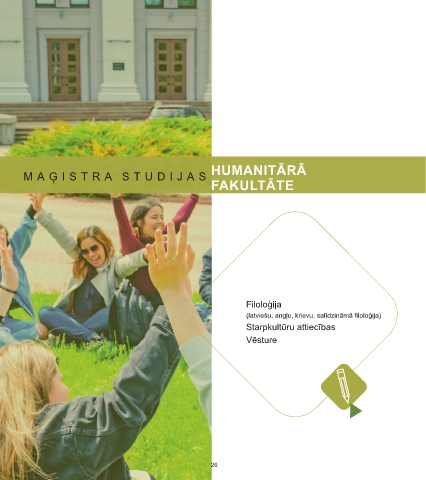 MAĢISTRA STUDIJAS
HUMANITĀRĀ
FAKULTĀTE
Filoloģija
(latviešu, angļu, krievu, salīdzināmā filoloģija)
Starpkultūru attiecības
Vēsture
26